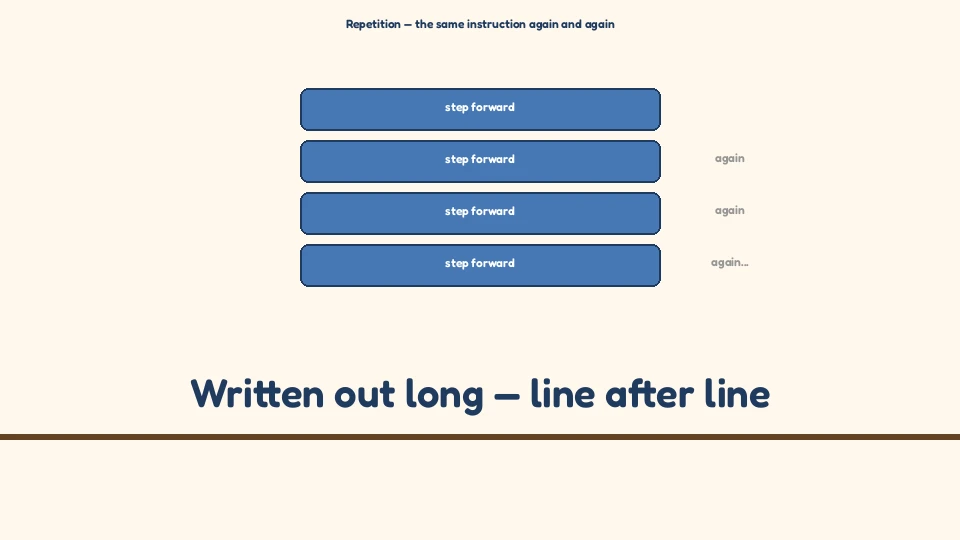 Repetition — the same instruction again and again
step forward
step forward again
step forward again
step forward again...
Written out long — line after line